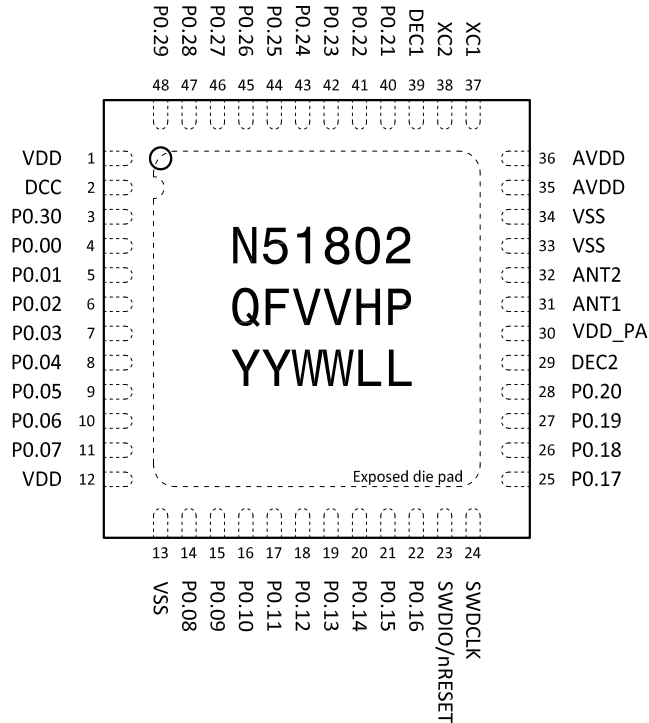 P0.29 P0.28 P0.27 P0.26 P0.25 P0.24 P0.23 P0.22 P0.21 DEC1 XC2 XC1
48 47 46 45 44 43 42 41 40 39 38 37
VDD 1
DCC 2
P0.30 3
P0.00 4
P0.01 5
P0.02 6
P0.03 7
P0.04 8
P0.05 9
P0.06 10
P0.07 11
VDD 12
N51802
QFVVHP
YYWWLL
Exposed die pad
36 AVDD
35 AVDD
34 VSS
33 VSS
32 ANT2
31 ANT1
30 VDD_PA
29 DEC2
28 P0.20
27 P0.19
26 P0.18
25 P0.17
13 14 15 16 17 18 19 20 21 22 23 24
VSS P0.08 P0.09 P0.10 P0.11 P0.12 P0.13 P0.14 P0.15 P0.16 SWDIO/nRESET SWDCLK